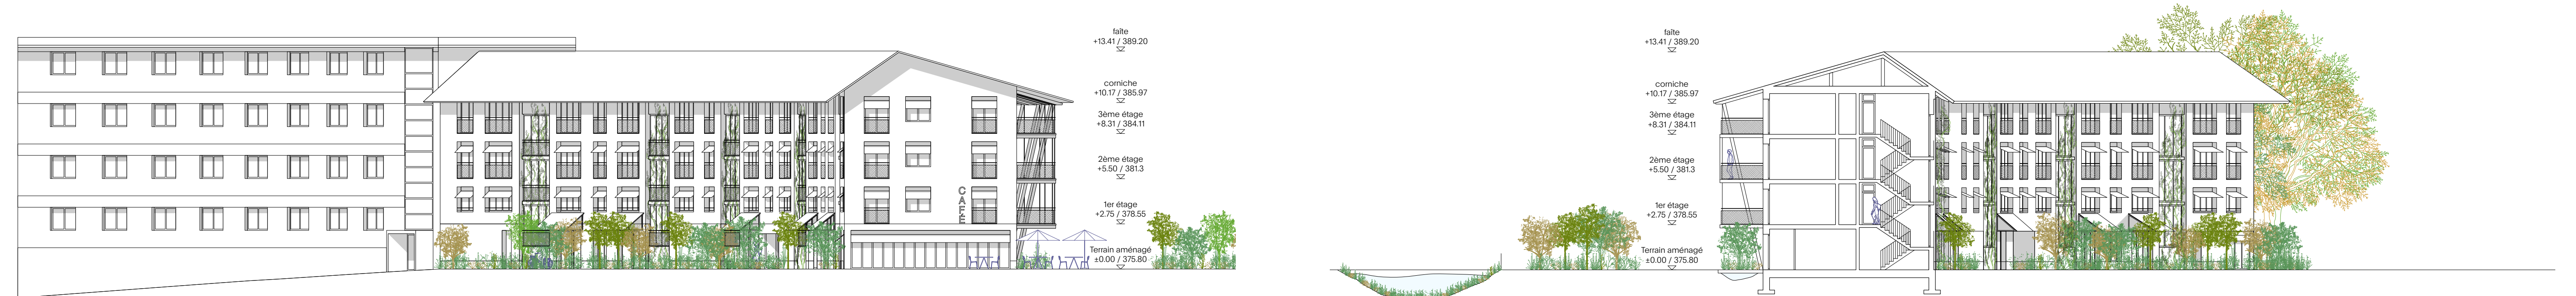 faîte
+13.41 / 389.20
corniche
+10.17 / 385.97
3ème étage
+8.31 / 384.11
2ème étage
+5.50 / 381.3
1er étage
+2.75 / 378.55
Terrain aménagé
±0.00 / 375.80
CAFE
faîte
+13.41 / 389.20
corniche
+10.17 / 385.97
3ème étage
+8.31 / 384.11
2ème étage
+5.50 / 381.3
1er étage
+2.75 / 378.55
Terrain aménagé
±0.00 / 375.80